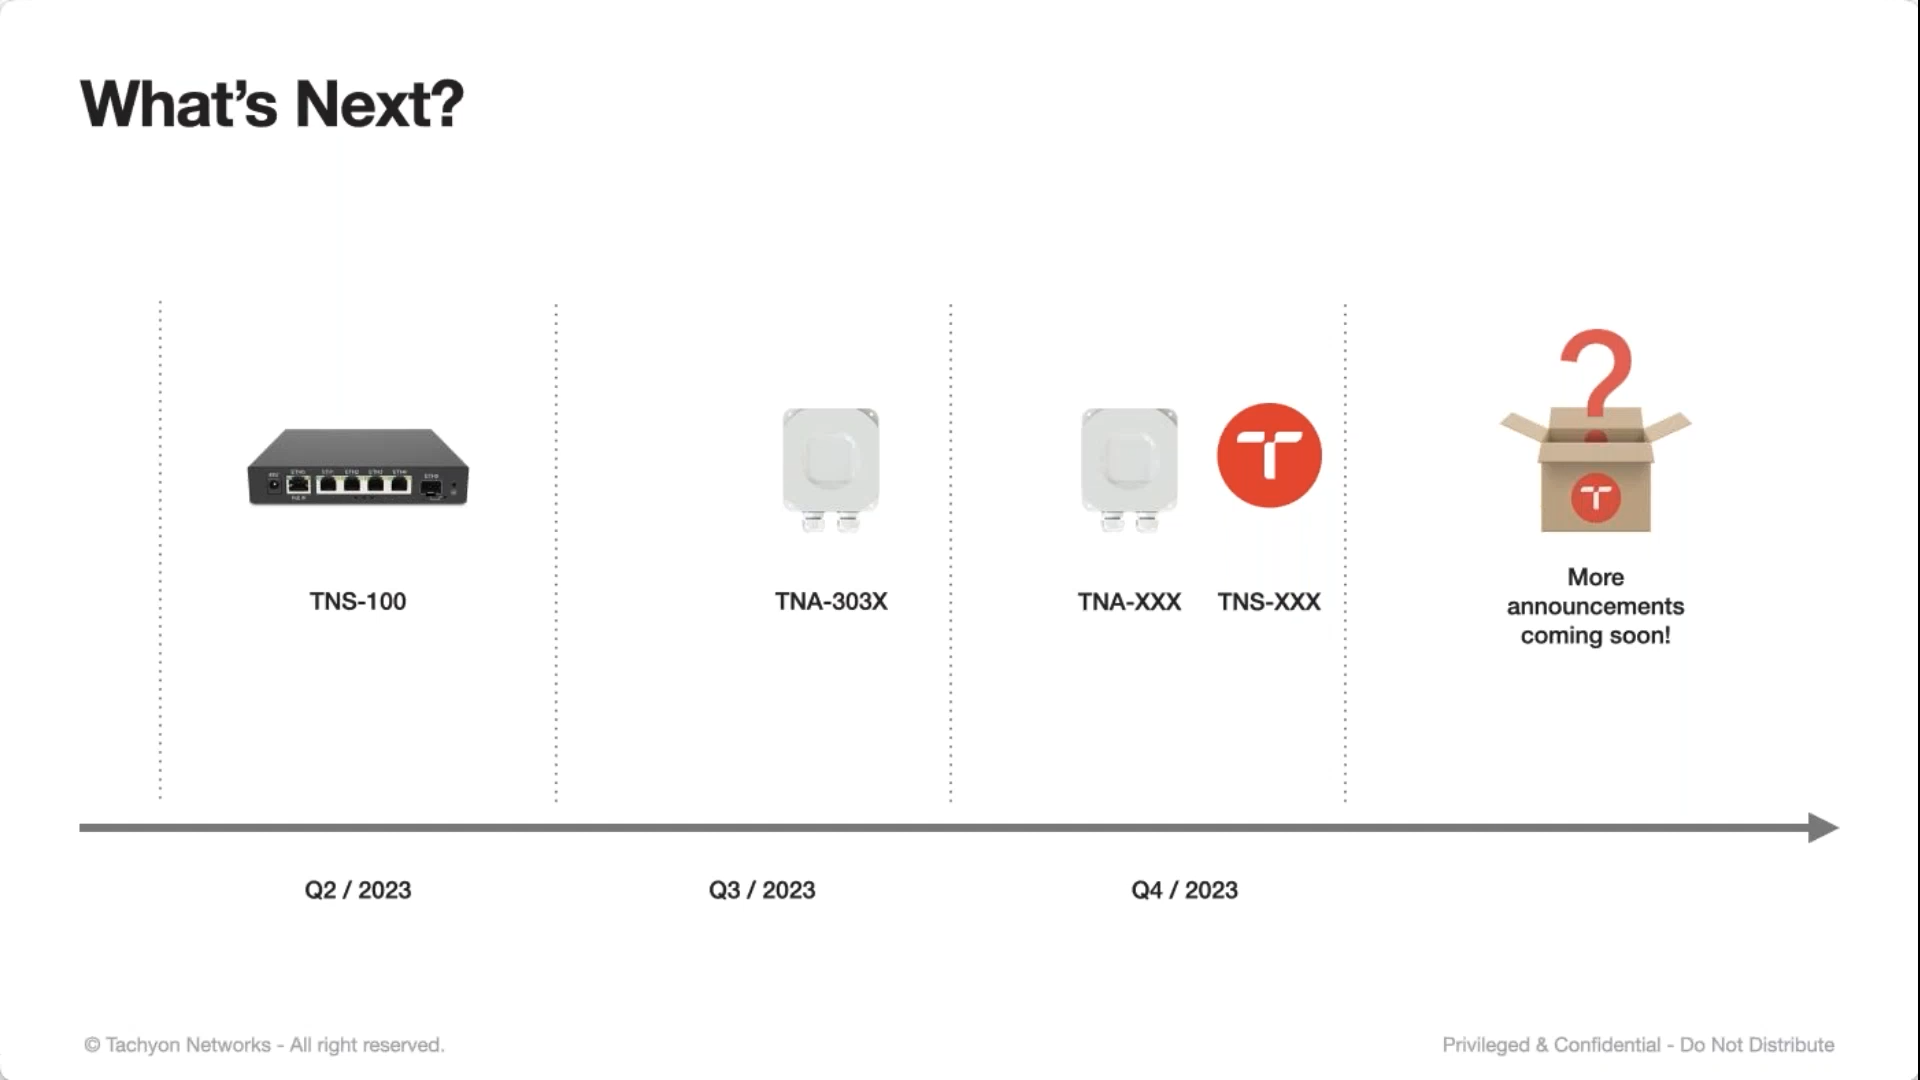 What's Next?
TNS-100
TNA-303X
TNA-XXX
TNS-XXX
More
announcements
coming soon!
Q2 / 2023
Q3 / 2023
Q4 / 2023
© Tachyon Networks - All right reserved.
Privileged & Confidential - Do Not Distribute